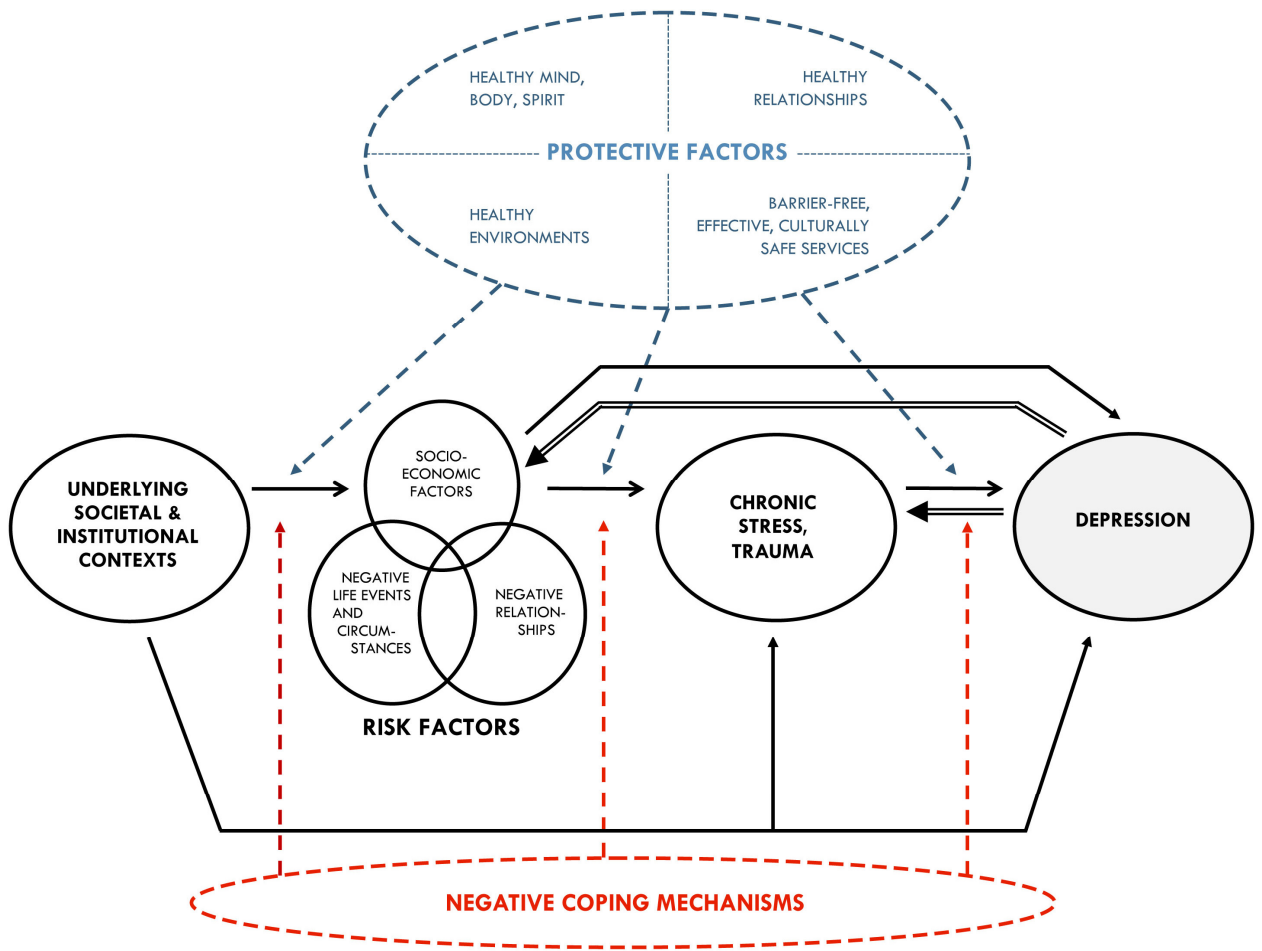 HEALTHY MIND,
BODY, SPIRIT
HEALTHY
RELATIONSHIPS
PROTECTIVE FACTORS
HEALTHY
ENVIRONMENTS
BARRIER-FREE,
EFFECTIVE, CULTURALLY
SAFE SERVICES
UNDERLYING
SOCIETAL &
INSTITUTIONAL
CONTEXTS
SOCIO-
ECONOMIC
FACTORS
NEGATIVE
LIFE EVENTS
AND
CIRCUM-
STANCES
NEGATIVE
RELATION-
SHIPS
RISK FACTORS
CHRONIC
STRESS,
TRAUMA
DEPRESSION
NEGATIVE COPING MECHANISMS